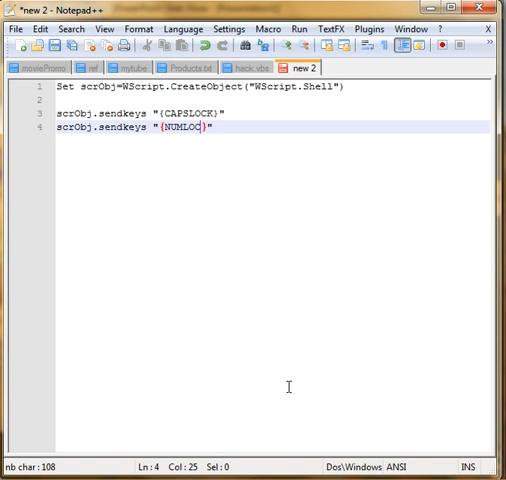 *new 2 - Notepad++
File Edit Search View Format Language Settings Macro Run TextFX Plugins Window ? X
moviePromo ref mytube Products.txt hack.vbs new 2
1 Set scrObj=WScript.CreateObject("WScript.Shell")
2
3 scrObj.sendkeys "{CAPSLOCK}"
4 scrObj.sendkeys "{NUMLOC}"
nb char : 108 Ln : 4 Col : 25 Sel : 0 Dos\Windows ANSI INS